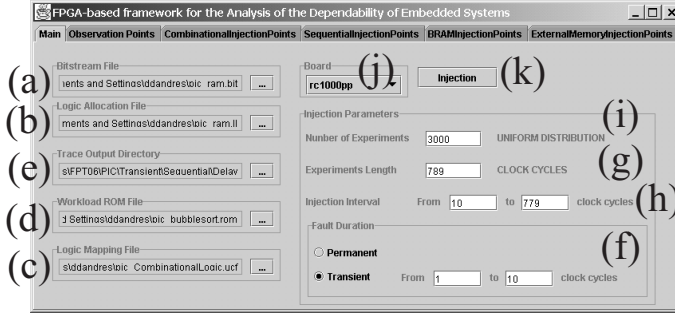 FPGA-based framework for the Analysis of the Dependability of Embedded Systems
Main Observation Points CombinationalInjectionPoints SequentialInjectionPoints BRAMInjectionPoints ExternalMemoryInjectionPoints
(a) Bitstream File
ients and Settings\ddandres\pic_ram.bit ...
(b) Logic Allocation File
ments and Settings\ddandres\pic_ram.ll ...
(e) Trace Output Directory
s\FPT06\PIC\Transient\Sequential\Delay ...
(d) Workload ROM File
d Settings\ddandres\pic_bubblesort.rom ...
(c) Logic Mapping File
s\ddandres\pic_CombinationalLogic.ucf ...
Board (j)
rc1000pp
Injection (k)
Injection Parameters (i)
Number of Experiments 3000 UNIFORM DISTRIBUTION
(g)
Experiments Length 789 CLOCK CYCLES
Injection Interval From 10 to 779 clock cycles (h)
Fault Duration (f)
Permanent
Transient From 1 to 10 clock cycles